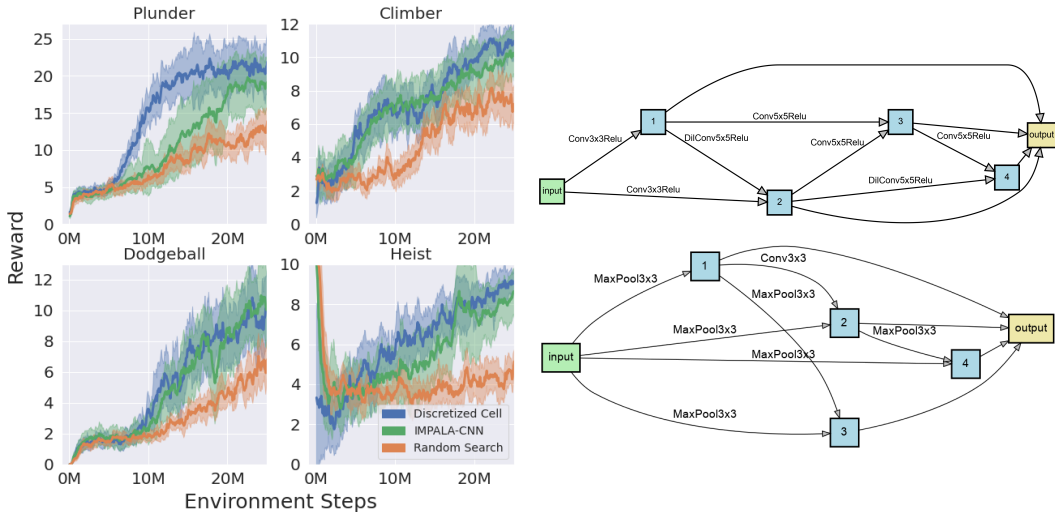 Plunder
Climber
25
20
15
10
5
0
0M
10M
20M
12
10
8
6
4
2
0
0M
10M
20M
Reward
Dodgeball
Heist
12
10
8
6
4
2
0
0M
10M
20M
10
8
6
4
2
0
0M
10M
20M
Discretized Cell
IMPALA-CNN
Random Search
Environment Steps
1
Conv5x5Relu
3
output
Conv3x3Relu
DilConv5x5Relu
Conv5x5Relu
Conv5x5Relu
input
Conv3x3Relu
2
DilConv5x5Relu
4
1
Conv3x3
MaxPool3x3
MaxPool3x3
2
MaxPool3x3
MaxPool3x3
output
input
MaxPool3x3
4
MaxPool3x3
3